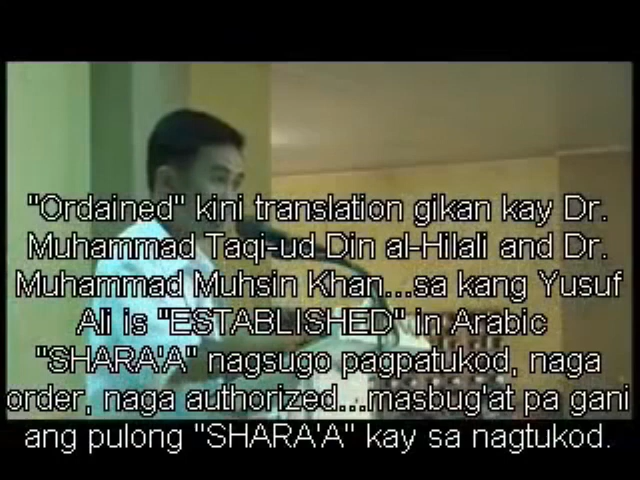 "Ordained" kini translation gikan kay Dr.
Muhammad Taqi-ud Din al-Hilali and Dr.
Muhammad Muhsin Khan...sa kang Yusuf
Ali is "ESTABLISHED" in Arabic
"SHARA'A" nagsugo pagpatukod, naga
order, naga authorized...masbug'at pa gani
ang pulong "SHARA'A" kay sa nagtukod.